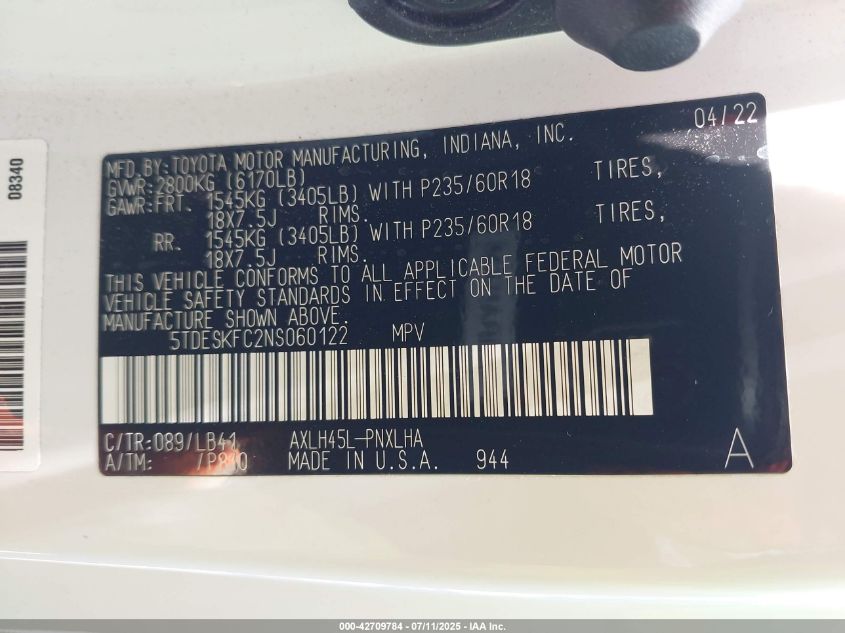 04/22
MFD.BY:TOYOTA MOTOR MANUFACTURING, INDIANA, INC.
GVWR:2800KG (6170LB)
GAWR:FRT. 1545KG (3405LB) WITH P235/60R18 TIRES,
18X7.5J RIMS.
RR. 1545KG (3405LB) WITH P235/60R18 TIRES,
18X7.5J RIMS.
THIS VEHICLE CONFORMS TO ALL APPLICABLE FEDERAL MOTOR
VEHICLE SAFETY STANDARDS IN EFFECT ON THE DATE OF
MANUFACTURE SHOWN ABOVE.
5TDESKFC2NS060122 MPV
C/TR:089/LB41 AXLH45L-PNXLHA
A/TM: MADE IN U.S.A. 944 A
08340
000-42709784 - 07/11/2025 - IAA Inc.